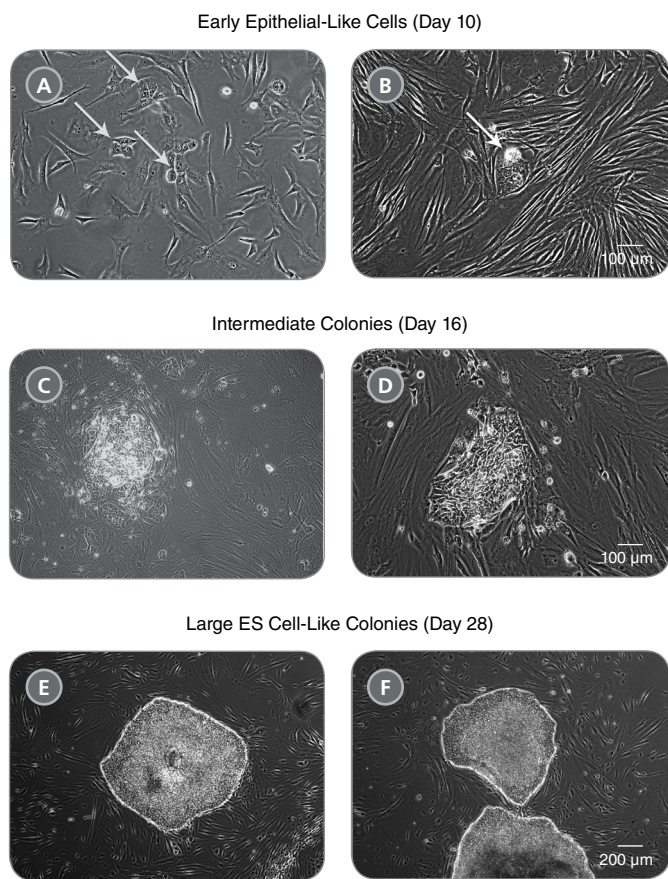 Early Epithelial-Like Cells (Day 10)
A
B
100 µm
Intermediate Colonies (Day 16)
C
D
100 µm
Large ES Cell-Like Colonies (Day 28)
E
F
200 µm